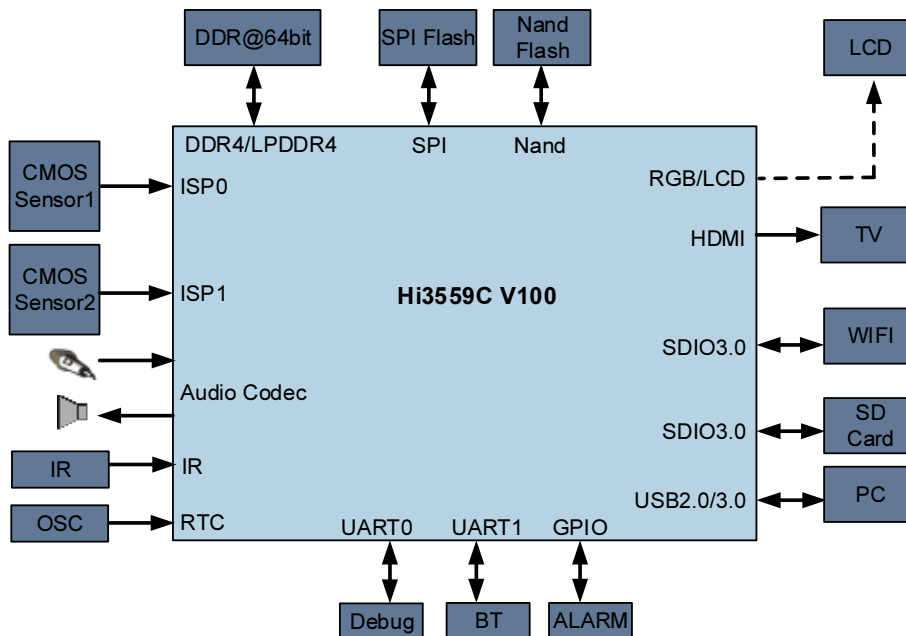 DDR@64bit
SPI Flash
Nand
Flash
LCD
DDR4/LPDDR4
SPI
Nand
CMOS
Sensor1
ISP0
RGB/LCD
HDMI
TV
CMOS
Sensor2
ISP1
Hi3559C V100
SDIO3.0
WIFI
Audio Codec
SDIO3.0
SD
Card
IR
IR
USB2.0/3.0
PC
OSC
RTC
UART0
UART1
GPIO
Debug
BT
ALARM